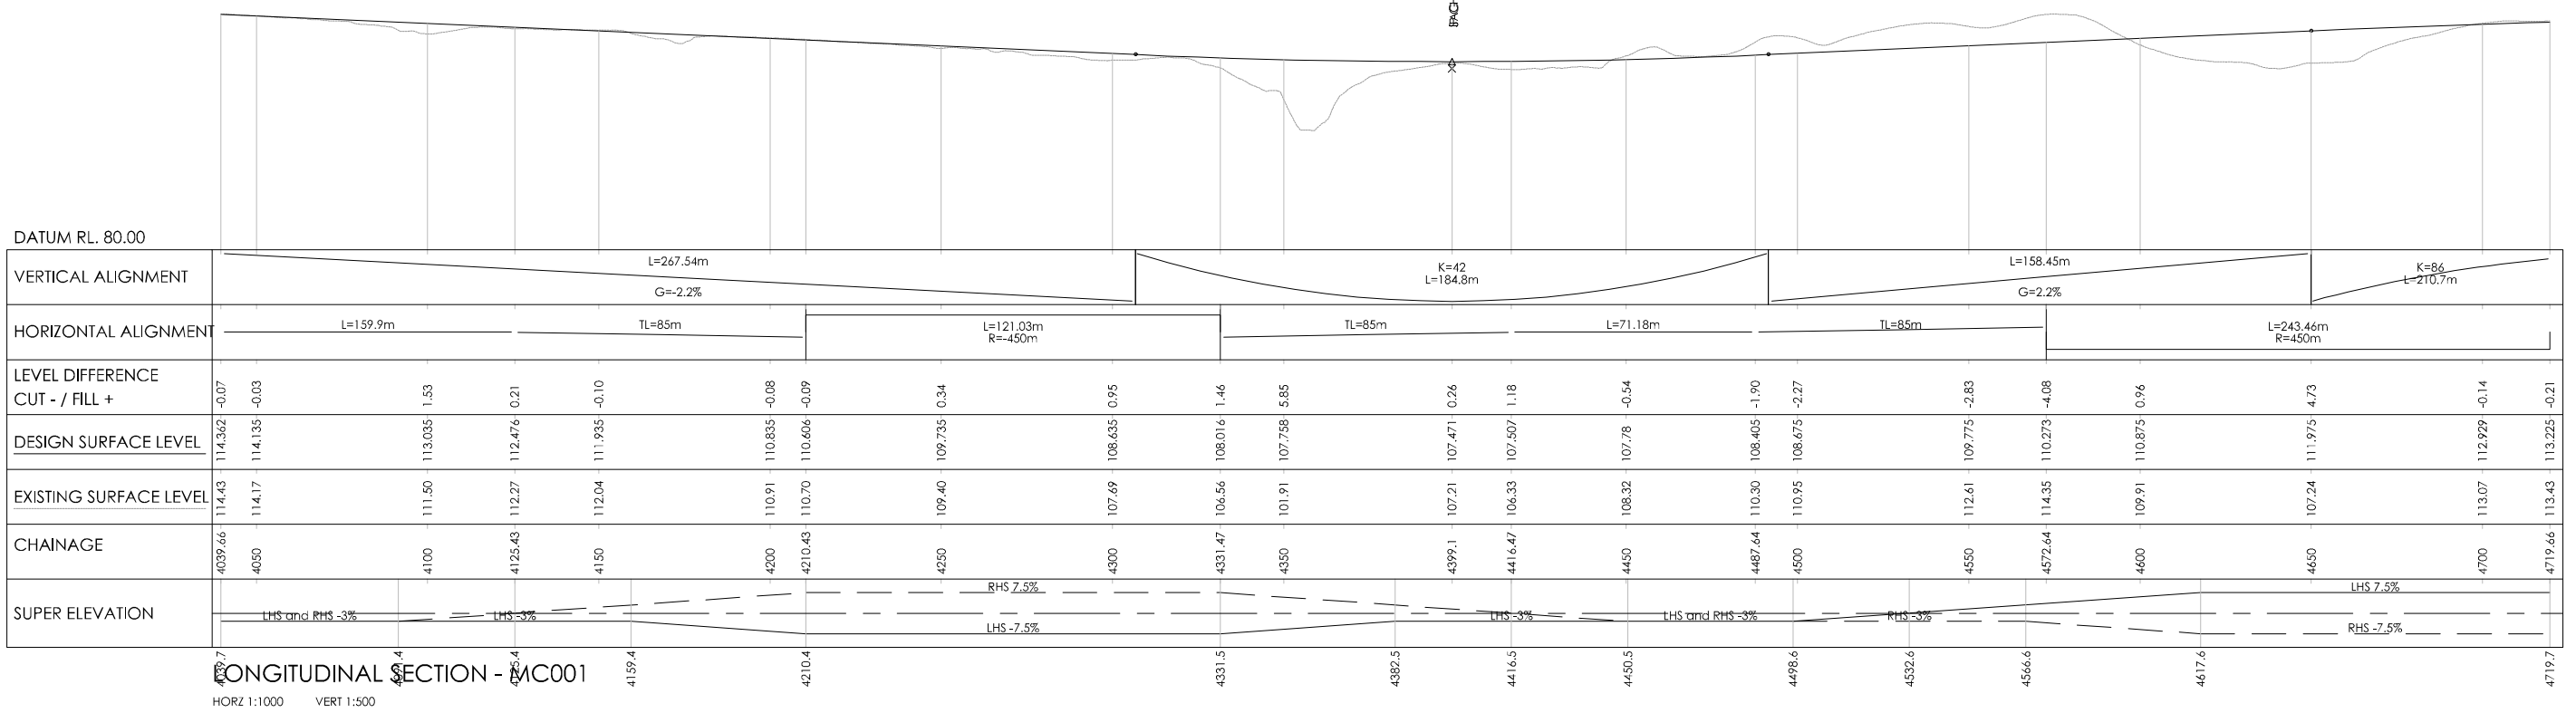 DATUM RL. 80.00
VERTICAL ALIGNMENT
L=267.54m
G=-2.2%
K=42
L=184.8m
L=158.45m
G=2.2%
K=86
L=210.7m
HORIZONTAL ALIGNMENT
L=159.9m
TL=85m
L=121.03m
R=-450m
TL=85m
L=71.18m
TL=85m
L=243.46m
R=450m
LEVEL DIFFERENCE
CUT - / FILL +
-0.07 -0.03 1.53 0.21 -0.10 -0.08 -0.09 0.34 0.95 1.46 5.85 0.26 1.18 -0.54 -1.90 -2.27 -2.83 -4.08 0.96 4.73 -0.14 -0.21
DESIGN SURFACE LEVEL
114.362 114.135 113.035 112.476 111.935 110.835 110.606 109.735 108.635 108.016 107.758 107.471 107.507 107.78 108.405 108.675 109.775 110.273 110.875 111.975 112.929 113.225
EXISTING SURFACE LEVEL
114.43 114.17 111.50 112.27 112.04 110.91 110.70 109.40 107.69 106.56 101.91 107.21 106.33 108.32 110.30 110.95 112.61 114.35 109.91 107.24 113.07 113.43
CHAINAGE
4039.66 4050 4100 4125.43 4150 4200 4210.43 4250 4300 4331.47 4350 4399.1 4416.47 4450 4487.64 4500 4550 4572.64 4600 4650 4700 4719.66
SUPER ELEVATION
LHS and RHS -3%
LHS -3%
RHS 7.5%
LHS -7.5%
LHS -3%
LHS and RHS -3%
RHS -3%
LHS 7.5%
RHS -7.5%
4039.7 4091.4 4125.4 4159.4 4210.4 4331.5 4382.5 4416.5 4450.5 4498.6 4532.6 4566.6 4617.6 4719.7
LONGITUDINAL SECTION - MC001
HORZ 1:1000 VERT 1:500